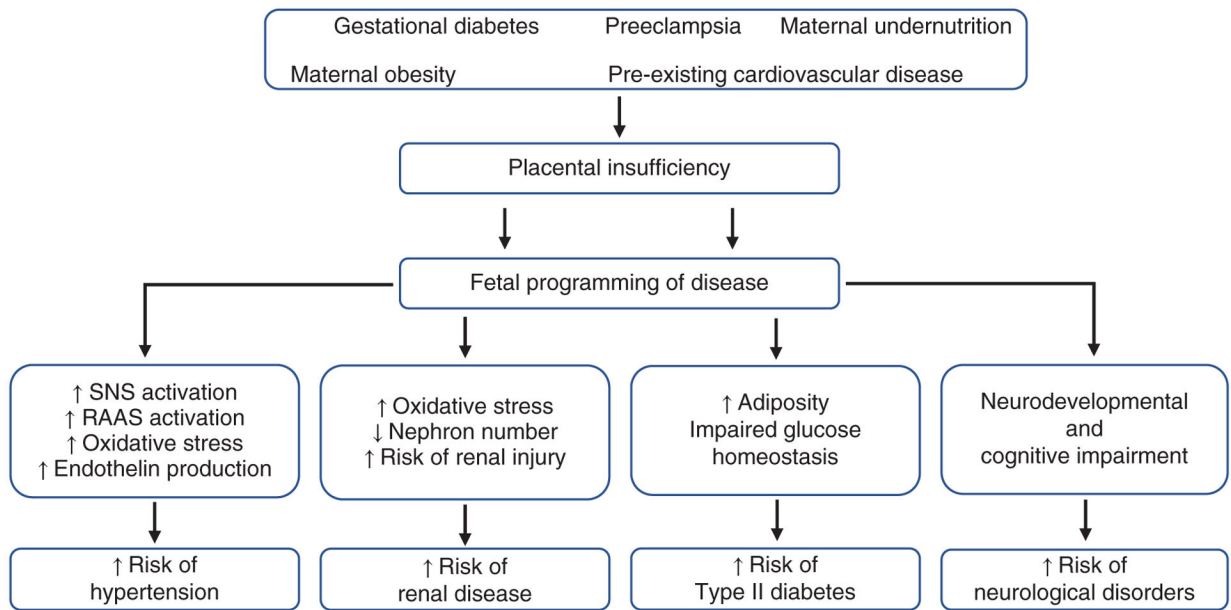 Gestational diabetes Preeclampsia Maternal undernutrition
Maternal obesity Pre-existing cardiovascular disease
Placental insufficiency
Fetal programming of disease
↑ SNS activation
↑ RAAS activation
↑ Oxidative stress
↑ Endothelin production
↑ Oxidative stress
↓ Nephron number
↑ Risk of renal injury
↑ Adiposity
Impaired glucose
homeostasis
Neurodevelopmental
and
cognitive impairment
↑ Risk of
hypertension
↑ Risk of
renal disease
↑ Risk of
Type II diabetes
↑ Risk of
neurological disorders